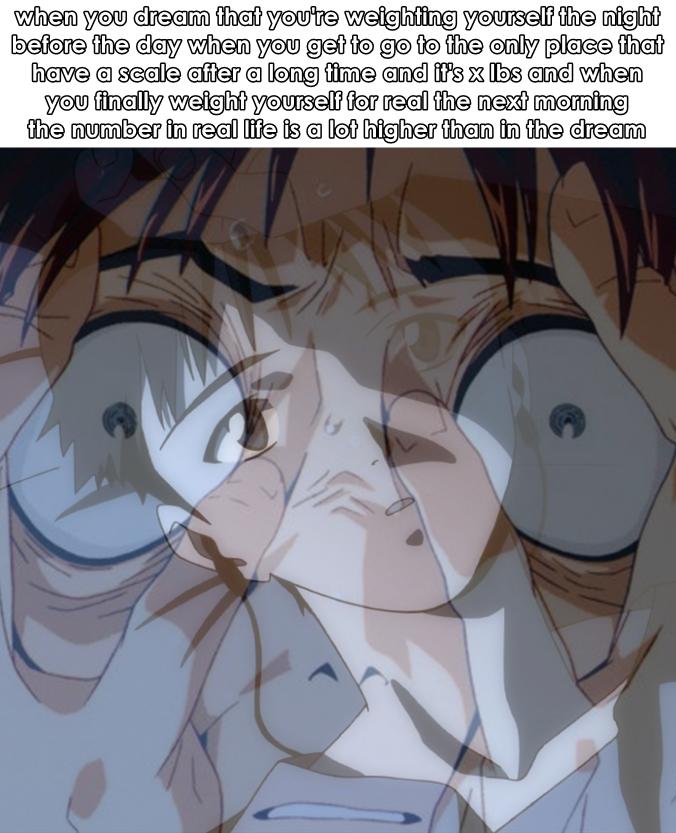 when you dream that you're weighting yourself the night
before the day when you get to go to the only place that
have a scale after a long time and it's x lbs and when
you finally weight yourself for real the next morning
the number in real life is a lot higher than in the dream